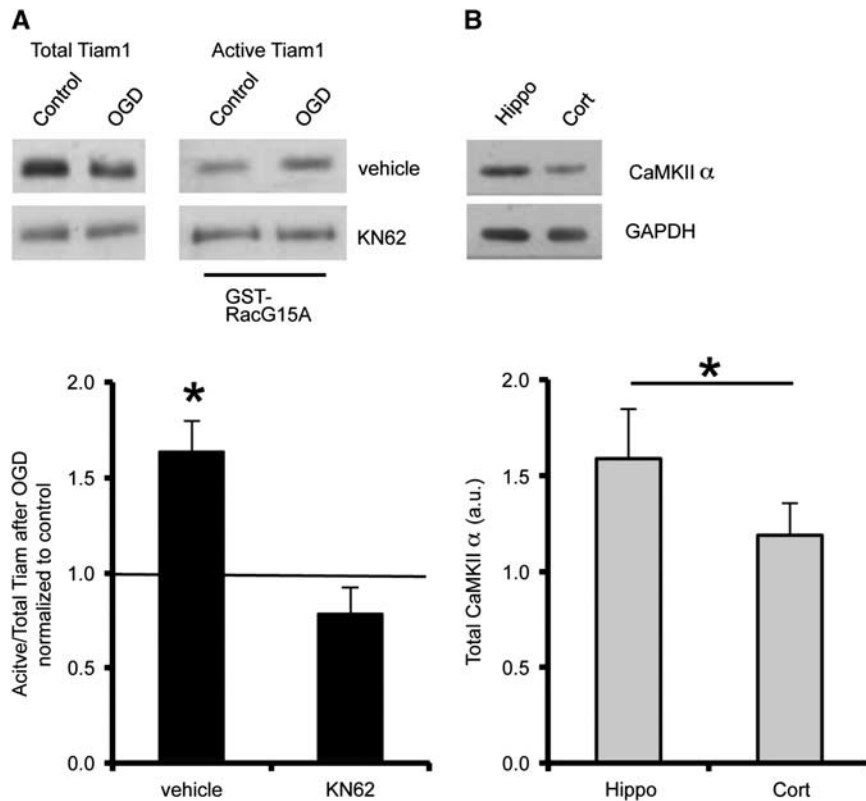 A
Total Tiam1
Active Tiam1
Control
OGD
Control
OGD
vehicle
KN62
GST-
RacG15A
2.0
1.5
1.0
0.5
0.0
Acitve/Total Tiam after OGD
normalized to control
*
vehicle
KN62
B
Hippo
Cort
CaMKII α
GAPDH
2.0
1.5
1.0
0.5
0.0
Total CaMKII α (a.u.)
*
Hippo
Cort